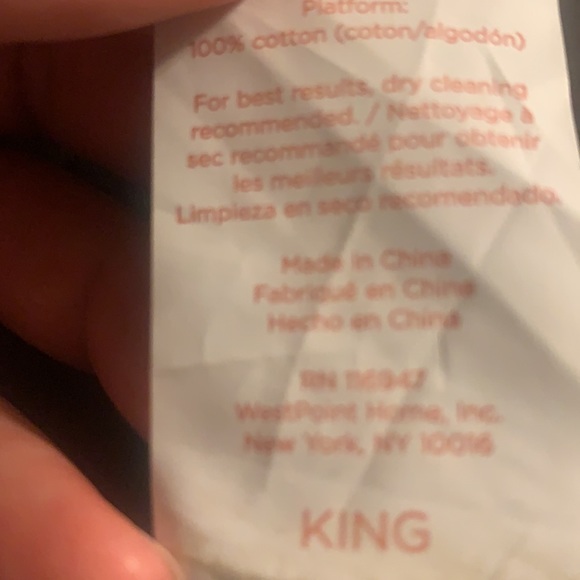 Platform:
100% cotton (coton/algodón)
For best results, dry cleaning
recommended. / Nettoyage à
sec recommandé pour obtenir
les meilleurs résultats.
Limpieza en seco recomendado.
Made in China
Fabriqué en Chine
Hecho en China
RN 116947
WestPoint Home, Inc.
New York, NY 10016
KING